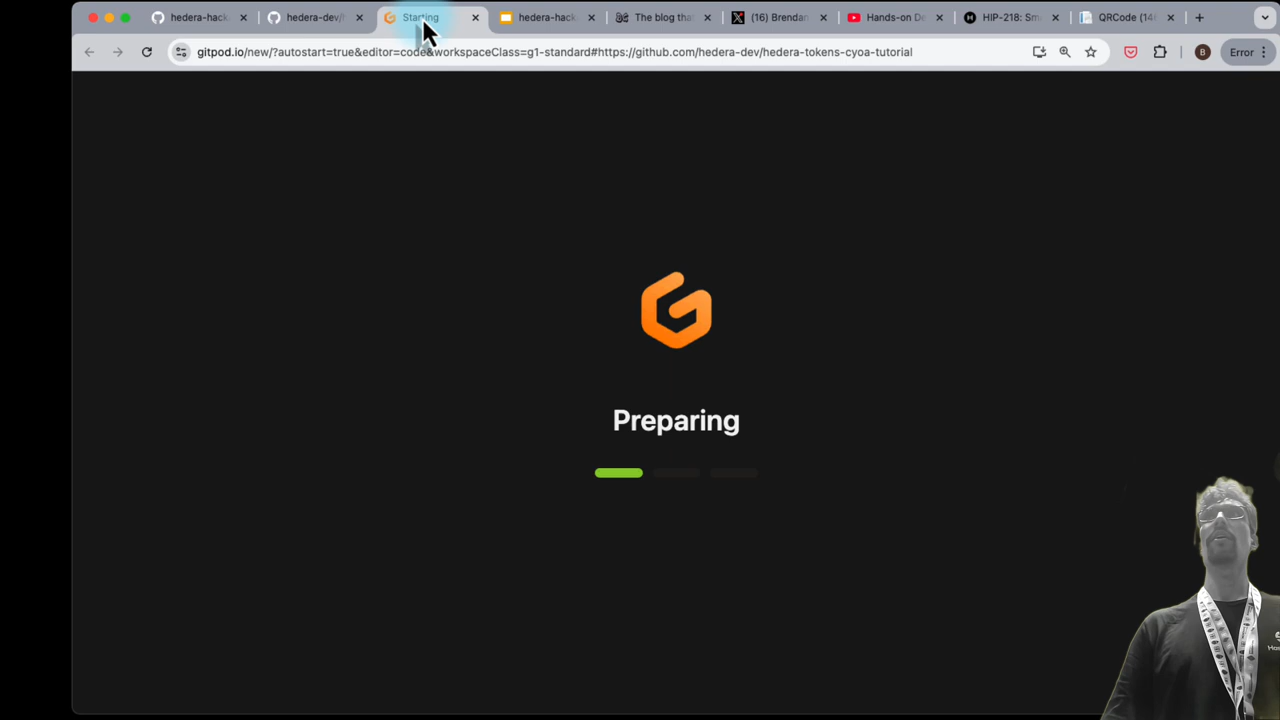 hedera-hack
hedera-dev/
Starting
hedera-hack
The blog tha
(16) Brendan
Hands-on De
HIP-218: Sm
QRCode (14
gitpod.io/new/?autostart=true&editor=code&workspaceClass=g1-standard#https://github.com/hedera-dev/hedera-tokens-cyoa-tutorial
B
Error
Preparing